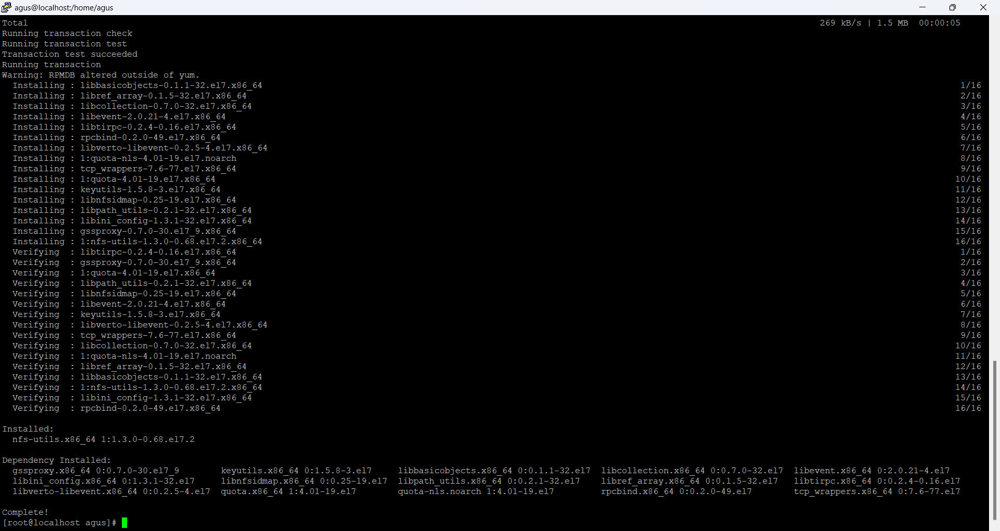 agus@localhost:/home/agus
Total 269 kB/s | 1.5 MB 00:00:05
Running transaction check
Running transaction test
Transaction test succeeded
Running transaction
Warning: RPMDB altered outside of yum.
Installing : libbasicobjects-0.1.1-32.el7.x86_64 1/16
Installing : libref_array-0.1.5-32.el7.x86_64 2/16
Installing : libcollection-0.7.0-32.el7.x86_64 3/16
Installing : libevent-2.0.21-4.el7.x86_64 4/16
Installing : libtirpc-0.2.4-0.16.el7.x86_64 5/16
Installing : rpcbind-0.2.0-49.el7.x86_64 6/16
Installing : libverto-libevent-0.2.5-4.el7.x86_64 7/16
Installing : 1:quota-nls-4.01-19.el7.noarch 8/16
Installing : tcp_wrappers-7.6-77.el7.x86_64 9/16
Installing : 1:quota-4.01-19.el7.x86_64 10/16
Installing : keyutils-1.5.8-3.el7.x86_64 11/16
Installing : libnfsidmap-0.25-19.el7.x86_64 12/16
Installing : libpath_utils-0.2.1-32.el7.x86_64 13/16
Installing : libini_config-1.3.1-32.el7.x86_64 14/16
Installing : gssproxy-0.7.0-30.el7_9.x86_64 15/16
Installing : 1:nfs-utils-1.3.0-0.68.el7.2.x86_64 16/16
Verifying : libtirpc-0.2.4-0.16.el7.x86_64 1/16
Verifying : gssproxy-0.7.0-30.el7_9.x86_64 2/16
Verifying : 1:quota-4.01-19.el7.x86_64 3/16
Verifying : libpath_utils-0.2.1-32.el7.x86_64 4/16
Verifying : libnfsidmap-0.25-19.el7.x86_64 5/16
Verifying : libevent-2.0.21-4.el7.x86_64 6/16
Verifying : keyutils-1.5.8-3.el7.x86_64 7/16
Verifying : libverto-libevent-0.2.5-4.el7.x86_64 8/16
Verifying : tcp_wrappers-7.6-77.el7.x86_64 9/16
Verifying : libcollection-0.7.0-32.el7.x86_64 10/16
Verifying : 1:quota-nls-4.01-19.el7.noarch 11/16
Verifying : libref_array-0.1.5-32.el7.x86_64 12/16
Verifying : libbasicobjects-0.1.1-32.el7.x86_64 13/16
Verifying : 1:nfs-utils-1.3.0-0.68.el7.2.x86_64 14/16
Verifying : libini_config-1.3.1-32.el7.x86_64 15/16
Verifying : rpcbind-0.2.0-49.el7.x86_64 16/16
Installed:
nfs-utils.x86_64 1:1.3.0-0.68.el7.2
Dependency Installed:
gssproxy.x86_64 0:0.7.0-30.el7_9 keyutils.x86_64 0:1.5.8-3.el7 libbasicobjects.x86_64 0:0.1.1-32.el7 libcollection.x86_64 0:0.7.0-32.el7 libevent.x86_64 0:2.0.21-4.el7
libini_config.x86_64 0:1.3.1-32.el7 libnfsidmap.x86_64 0:0.25-19.el7 libpath_utils.x86_64 0:0.2.1-32.el7 libref_array.x86_64 0:0.1.5-32.el7 libtirpc.x86_64 0:0.2.4-0.16.el7
libverto-libevent.x86_64 0:0.2.5-4.el7 quota.x86_64 1:4.01-19.el7 quota-nls.noarch 1:4.01-19.el7 rpcbind.x86_64 0:0.2.0-49.el7 tcp_wrappers.x86_64 0:7.6-77.el7
Complete!
[root@localhost agus]#